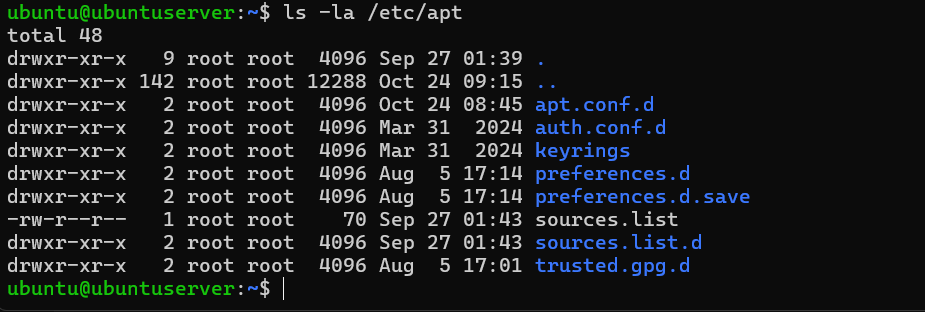 ubuntu@ubuntuserver:~$ ls -la /etc/apt
total 48
drwxr-xr-x   9 root root  4096 Sep 27 01:39 .
drwxr-xr-x 142 root root 12288 Oct 24 09:15 ..
drwxr-xr-x   2 root root  4096 Oct 24 08:45 apt.conf.d
drwxr-xr-x   2 root root  4096 Mar 31  2024 auth.conf.d
drwxr-xr-x   2 root root  4096 Mar 31  2024 keyrings
drwxr-xr-x   2 root root  4096 Aug  5 17:14 preferences.d
drwxr-xr-x   2 root root  4096 Aug  5 17:14 preferences.d.save
-rw-r--r--   1 root root    70 Sep 27 01:43 sources.list
drwxr-xr-x   2 root root  4096 Sep 27 01:43 sources.list.d
drwxr-xr-x   2 root root  4096 Aug  5 17:01 trusted.gpg.d
ubuntu@ubuntuserver:~$